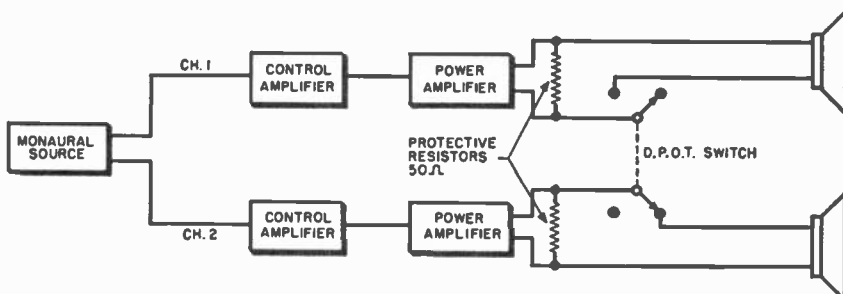 CH. 1
CONTROL
AMPLIFIER
POWER
AMPLIFIER
MONAURAL
SOURCE
PROTECTIVE
RESISTORS
50Ω
D.P.O.T. SWITCH
CH. 2
CONTROL
AMPLIFIER
POWER
AMPLIFIER